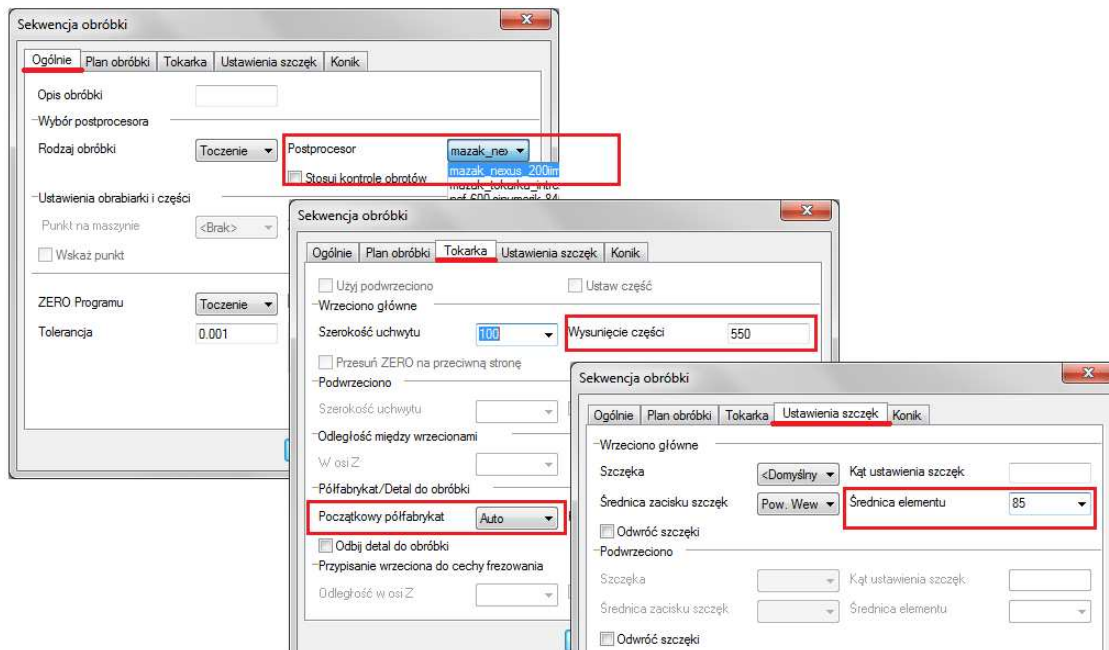 Sekwencja obróbki
Ogólnie Plan obróbki Tokarka Ustawienia szczęk Konik
Opis obróbki
Wybór postprocesora
Rodzaj obróbki Toczenie Postprocesor mazak_nex
mazak_nexus_200iim
Stosuj kontrole obrotów
Ustawienia obrabiarki i części
Punkt na maszynie <Brak>
Wskaż punkt
ZERO Programu Toczenie
Tolerancja 0.001
Sekwencja obróbki
Ogólnie Plan obróbki Tokarka Ustawienia szczęk Konik
Użyj podwrzeciono Ustaw część
Wrzeciono główne
Szerokość uchwytu 100 Wysunięcie części 550
Przesuń ZERO na przeciwną stronę
Podwrzeciono
Szerokość uchwytu
Odległość między wrzecionami
W osi Z
Półfabrykat/Detal do obróbki
Początkowy półfabrykat Auto
Odbij detal do obróbki
Przypisanie wrzeciona do cechy frezowania
Odległość w osi Z
Sekwencja obróbki
Ogólnie Plan obróbki Tokarka Ustawienia szczęk Konik
Wrzeciono główne
Szczęka <Domyślny Kąt ustawienia szczęk
Średnica zacisku szczęk Pow. Wew Średnica elementu 85
Odwróć szczęki
Podwrzeciono
Szczęka Kąt ustawienia szczęk
Średnica zacisku szczęk Średnica elementu
Odwróć szczęki